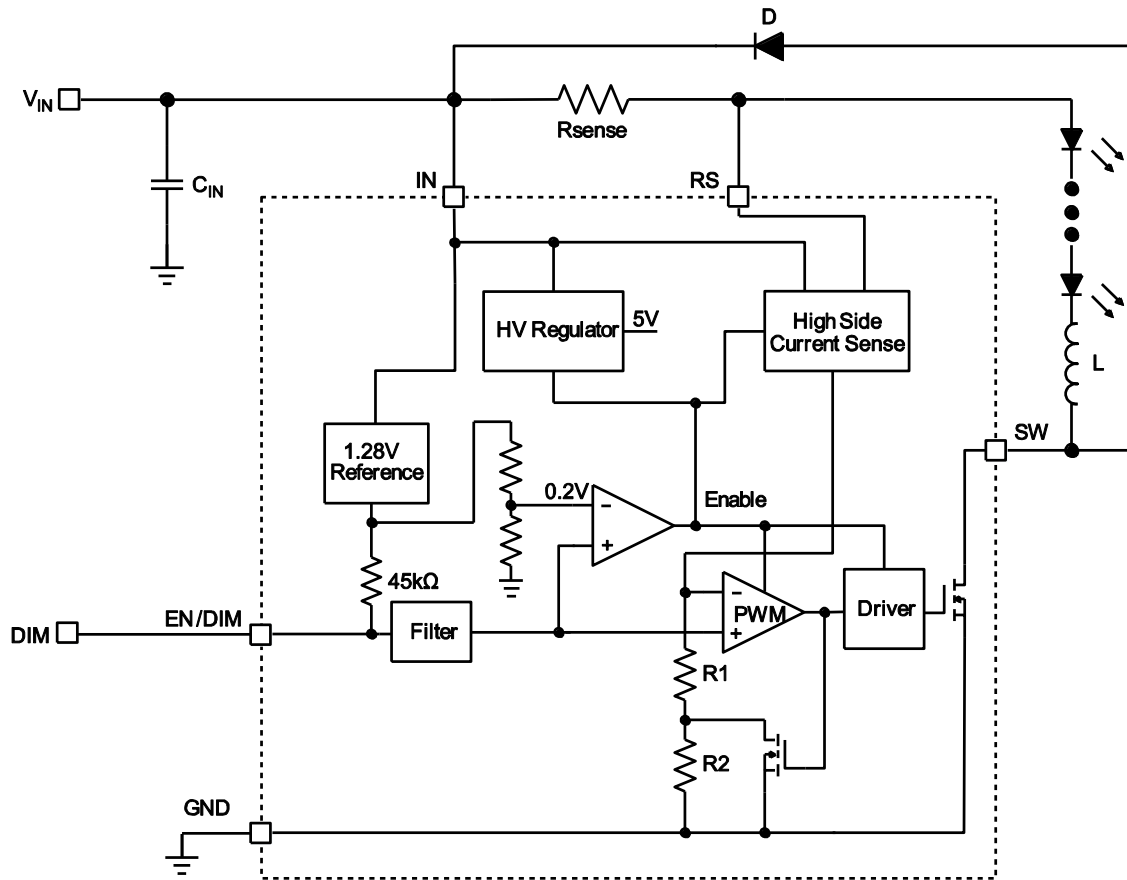 D
VIN
Rsense
CIN
IN
RS
HV Regulator
5V
High Side
Current Sense
L
1.28V
Reference
SW
0.2V
Enable
−
+
45kΩ
EN/DIM
DIM
Filter
−
PWM
+
Driver
R1
R2
GND